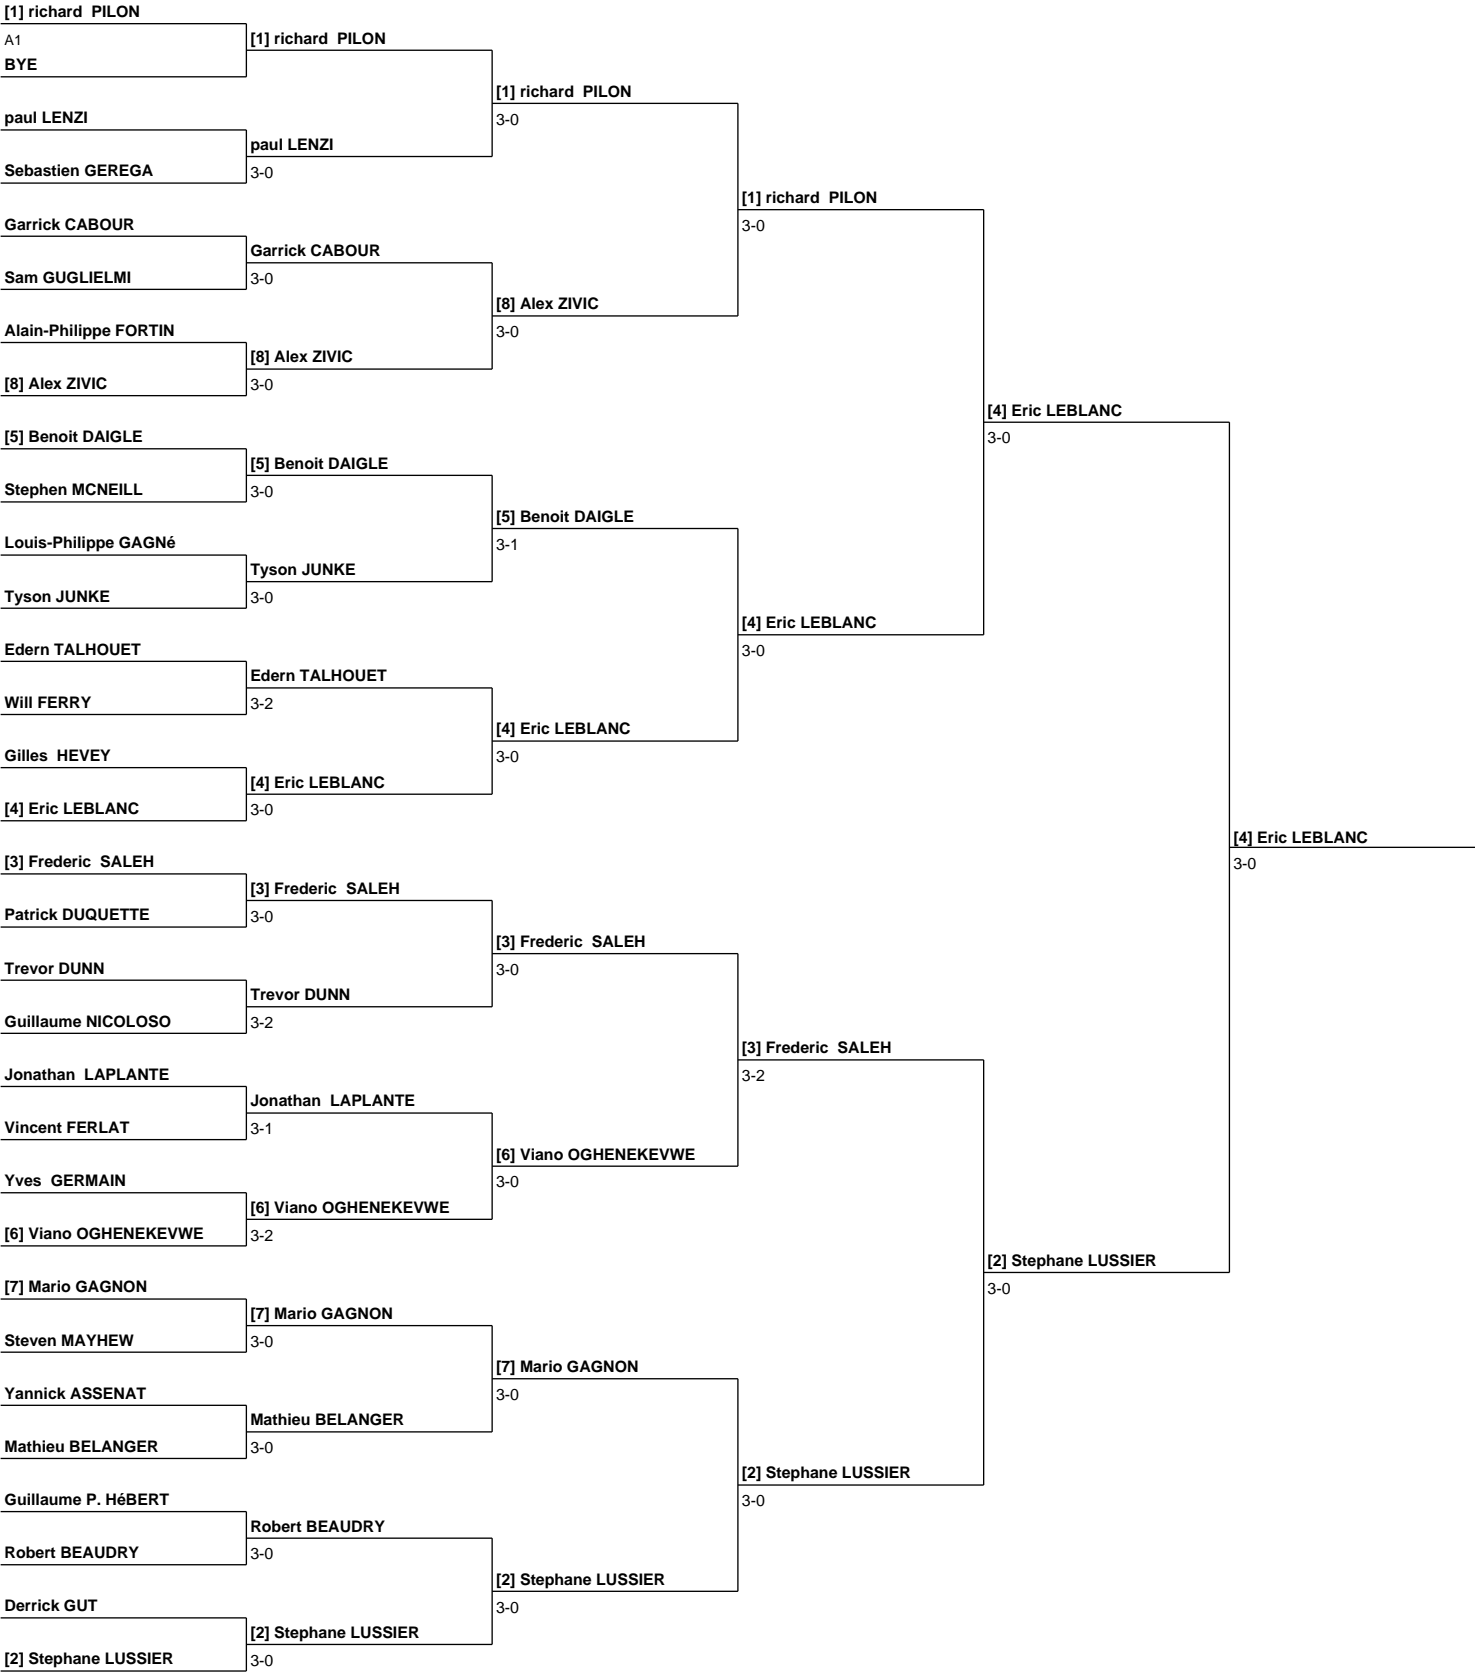 [1] richard  PILON
A1
BYE
paul LENZI
Sebastien GEREGA
Garrick CABOUR
Sam GUGLIELMI
Alain-Philippe FORTIN
[8] Alex ZIVIC
[5] Benoit DAIGLE
Stephen MCNEILL
Louis-Philippe GAGNé
Tyson JUNKE
Edern TALHOUET
Will FERRY
Gilles  HEVEY
[4] Eric LEBLANC
[3] Frederic  SALEH
Patrick DUQUETTE
Trevor DUNN
Guillaume NICOLOSO
Jonathan  LAPLANTE
Vincent FERLAT
Yves  GERMAIN
[6] Viano OGHENEKEVWE
[7] Mario GAGNON
Steven MAYHEW
Yannick ASSENAT
Mathieu BELANGER
Guillaume P. HéBERT
Robert BEAUDRY
Derrick GUT
[2] Stephane LUSSIER
[1] richard  PILON
paul LENZI
3-0
Garrick CABOUR
3-0
[8] Alex ZIVIC
3-0
[5] Benoit DAIGLE
3-0
Tyson JUNKE
3-0
Edern TALHOUET
3-2
[4] Eric LEBLANC
3-0
[3] Frederic  SALEH
3-0
Trevor DUNN
3-2
Jonathan  LAPLANTE
3-1
[6] Viano OGHENEKEVWE
3-2
[7] Mario GAGNON
3-0
Mathieu BELANGER
3-0
Robert BEAUDRY
3-0
[2] Stephane LUSSIER
3-0
[1] richard  PILON
3-0
[8] Alex ZIVIC
3-0
[5] Benoit DAIGLE
3-1
[4] Eric LEBLANC
3-0
[3] Frederic  SALEH
3-0
[6] Viano OGHENEKEVWE
3-0
[7] Mario GAGNON
3-0
[2] Stephane LUSSIER
3-0
[1] richard  PILON
3-0
[4] Eric LEBLANC
3-0
[3] Frederic  SALEH
3-2
[2] Stephane LUSSIER
3-0
[4] Eric LEBLANC
3-0
[2] Stephane LUSSIER
3-0
[4] Eric LEBLANC
3-0